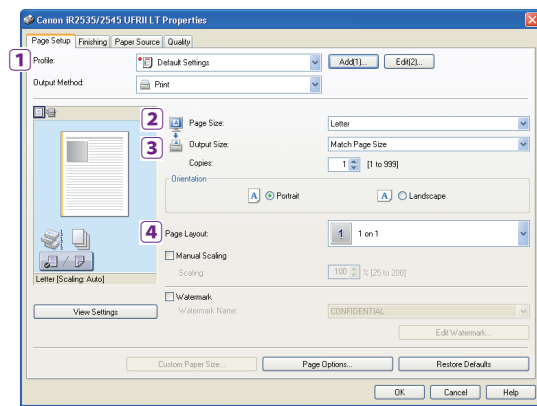 Canon iR2535/2545 UFRII LT Properties
Page Setup Finishing Paper Source Quality
1 Profile: Default Settings Add(1)... Edit(2)...
Output Method: Print
2 Page Size: Letter
3 Output Size: Match Page Size
Copies: 1 [1 to 999]
Orientation
A Portrait A Landscape
4 Page Layout: 1 1 on 1
Manual Scaling
Scaling: 100 % [25 to 200]
Letter [Scaling: Auto]
Watermark
View Settings Watermark Name: CONFIDENTIAL
Edit Watermark...
Custom Paper Size... Page Options... Restore Defaults
OK Cancel Help